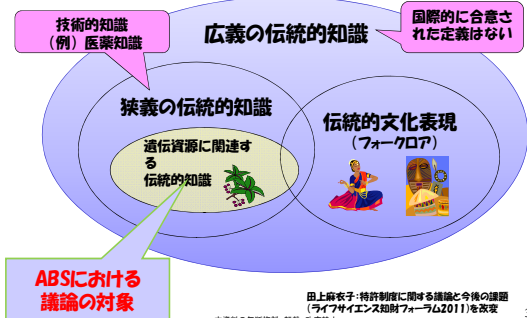 技術的知識
(例) 医薬知識
広義の伝統的知識
国際的に合意さ
れた定義はない
狭義の伝統的知識
伝統的文化表現
(フォークロア)
遺伝資源に関連す
る
伝統的知識
ABSにおける
議論の対象
田上麻衣子:特許制度に関する議論と今後の課題
(ライフサイエンス知財フォーラム2011)を改変